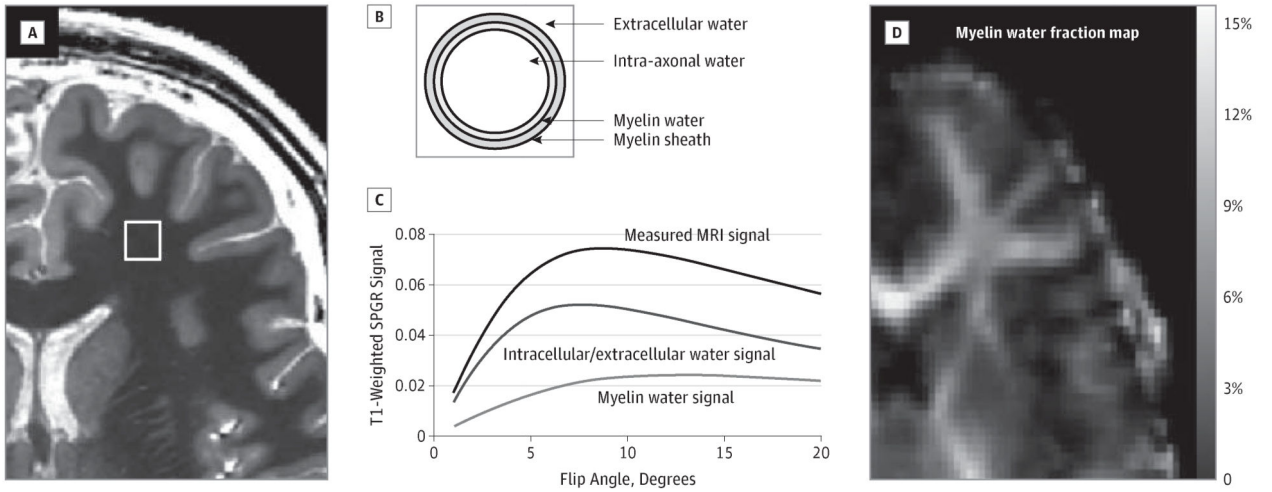 A
B
Extracellular water
Intra-axonal water
Myelin water
Myelin sheath
C
T1-Weighted SPGR Signal
0.08
0.06
0.04
0.02
0
Measured MRI signal
Intracellular/extracellular water signal
Myelin water signal
0 5 10 15 20
Flip Angle, Degrees
D
Myelin water fraction map
15%
12%
9%
6%
3%
0